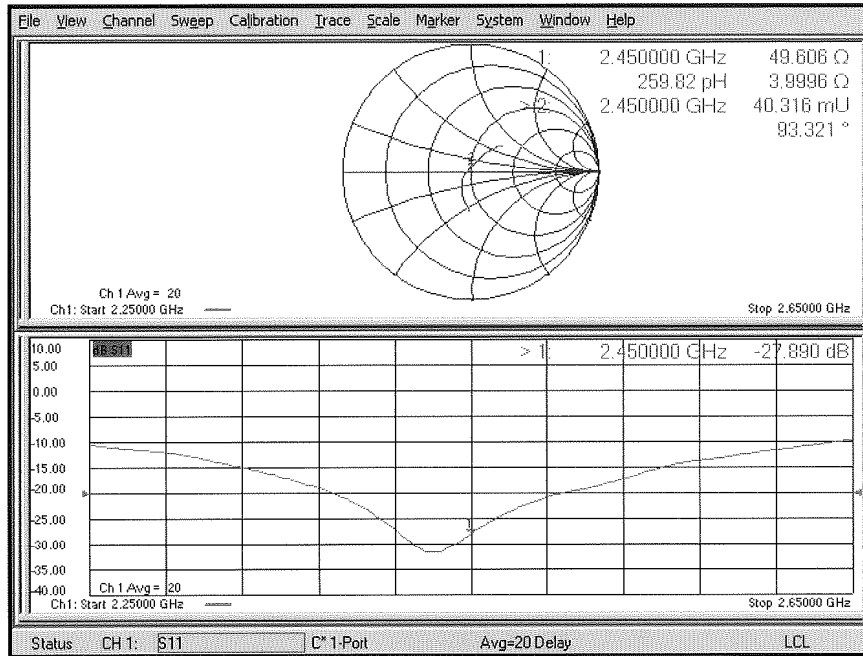 File View Channel Sweep Calibration Trace Scale Marker System Window Help
1: 2.450000 GHz 49.606 Ω
259.82 pH 3.9996 Ω
> 2: 2.450000 GHz 40.316 mU
93.321 °
Ch 1 Avg = 20
Ch1: Start 2.25000 GHz
Stop 2.65000 GHz
10.00
dB S11
> 1: 2.450000 GHz -27.890 dB
5.00
0.00
-5.00
-10.00
-15.00
-20.00
-25.00
1
-30.00
-35.00
-40.00
Ch 1 Avg = 20
Ch1: Start 2.25000 GHz
Stop 2.65000 GHz
Status CH 1: S11 C* 1-Port Avg=20 Delay LCL